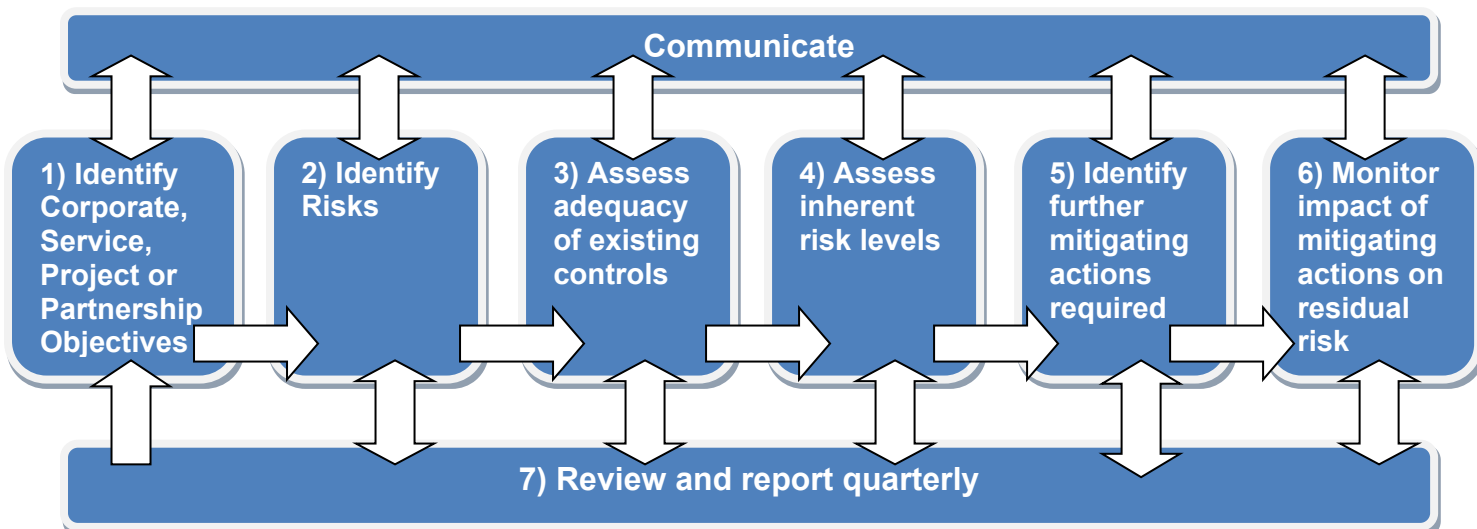 Communicate
1) Identify
Corporate,
Service,
Project or
Partnership
Objectives
2) Identify
Risks
3) Assess
adequacy
of existing
controls
4) Assess
inherent
risk levels
5) Identify
further
mitigating
actions
required
6) Monitor
impact of
mitigating
actions on
residual
risk
7) Review and report quarterly